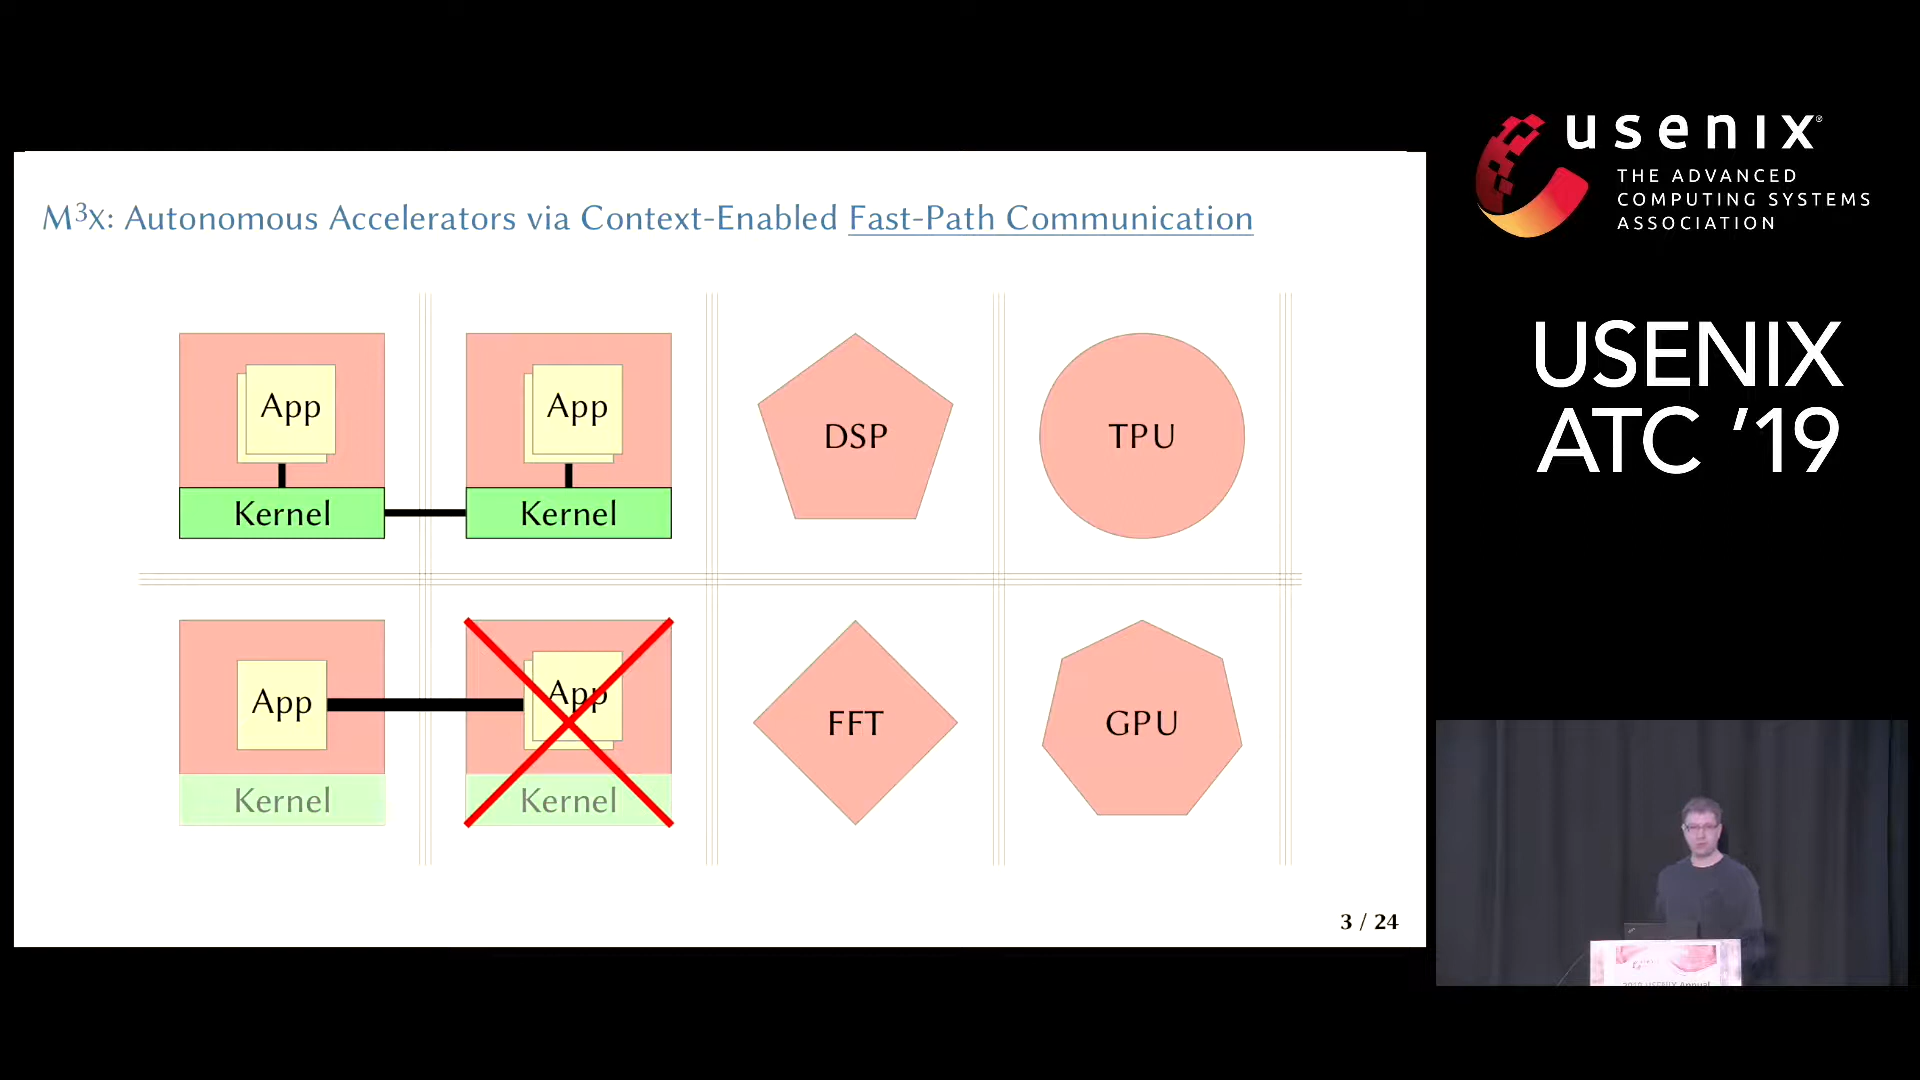 M³x: Autonomous Accelerators via Context-Enabled Fast-Path Communication
App
App
DSP
TPU
Kernel
Kernel
App
App
FFT
GPU
Kernel
Kernel
3 / 24
usenix®
THE ADVANCED
COMPUTING SYSTEMS
ASSOCIATION
USENIX
ATC '19